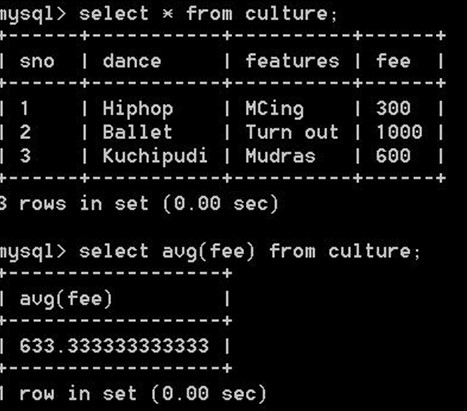 mysql> select * from culture;
+------+-----------+----------+------+
| sno  | dance     | features | fee  |
+------+-----------+----------+------+
| 1    | Hiphop    | MCing    | 300  |
| 2    | Ballet    | Turn out | 1000 |
| 3    | Kuchipudi | Mudras   | 600  |
+------+-----------+----------+------+
3 rows in set (0.00 sec)
mysql> select avg(fee) from culture;
+------------------+
| avg(fee)         |
+------------------+
| 633.333333333333 |
+------------------+
1 row in set (0.00 sec)